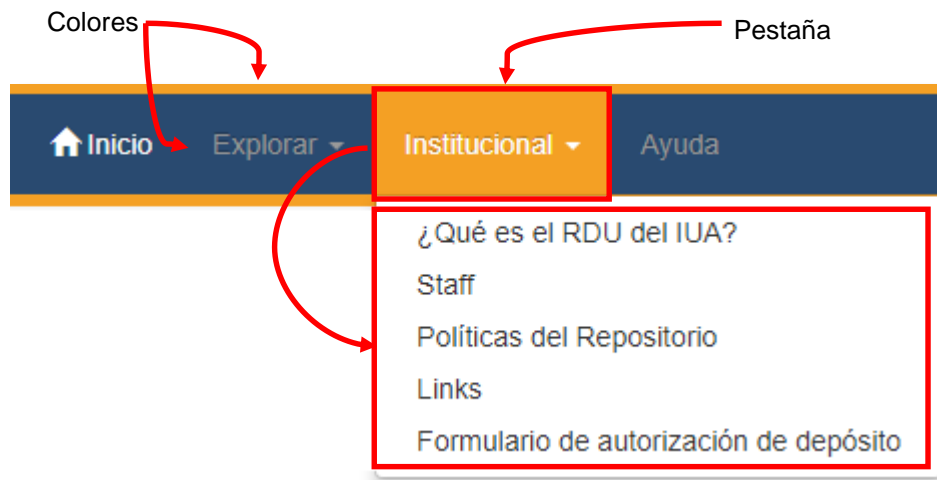 Colores
Pestaña
Inicio Explorar Institucional Ayuda
¿Qué es el RDU del IUA?
Staff
Políticas del Repositorio
Links
Formulario de autorización de depósito